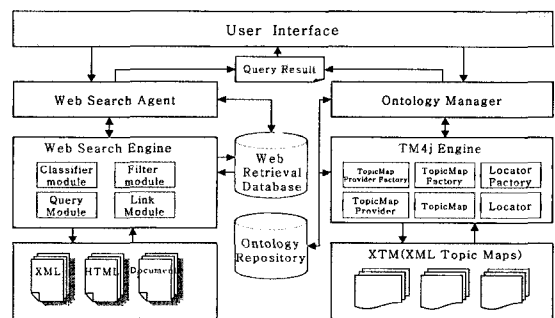 User Interface
Query Result
Web Search Agent
Ontology Manager
Web Search Engine
Classifier
module
Filter
module
Query
Module
Link
Module
Web
Retrieval
Database
Ontology
Repository
TM4j Engine
TopicMap
Provider Factory
TopicMap
Factory
Locator
Factory
TopicMap
Provider
TopicMap
Locator
XML
HTML
Document
XTM(XML Topic Maps)